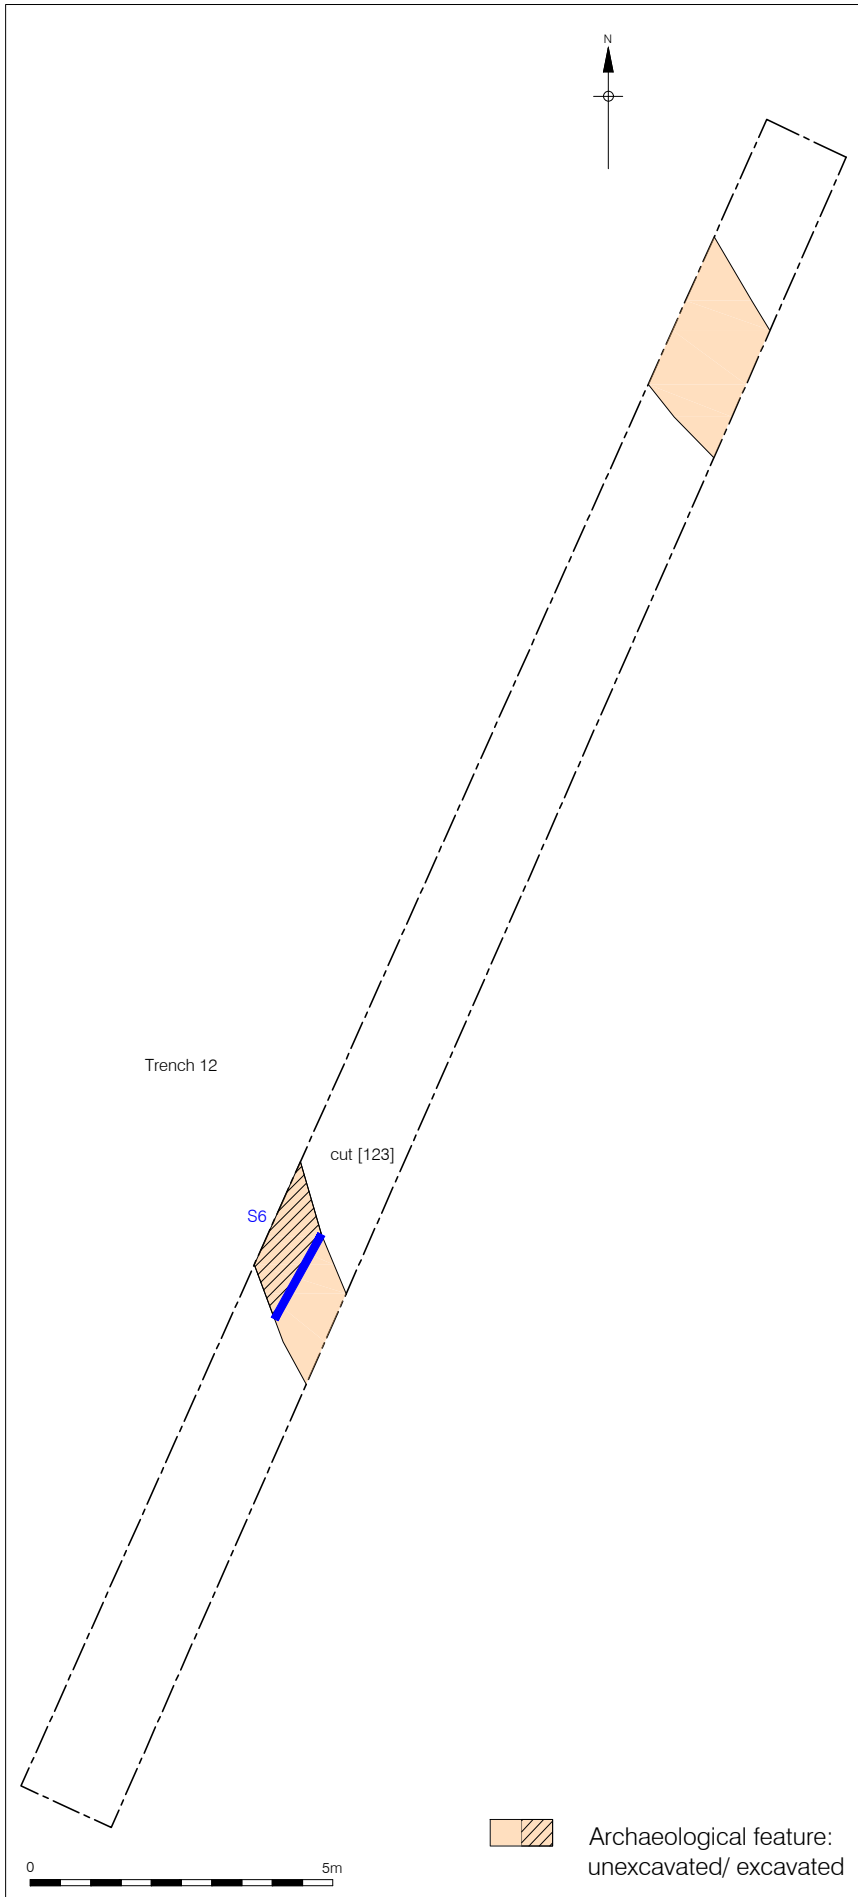 N
Trench 12
cut [123]
S6
0 5m
Archaeological feature:
unexcavated/ excavated